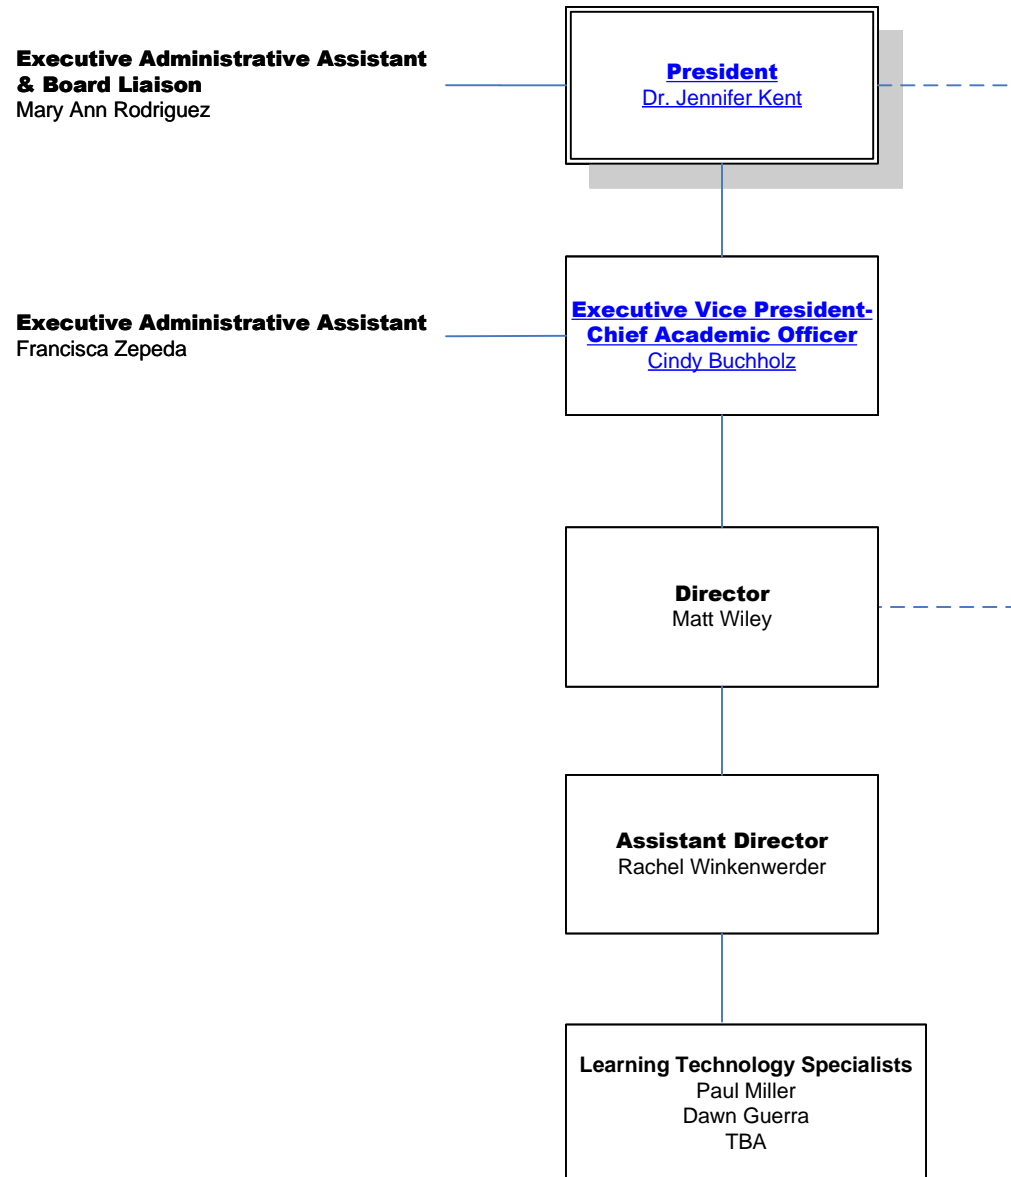 Executive Administrative Assistant
& Board Liaison
Mary Ann Rodriguez
President
Dr. Jennifer Kent
Executive Administrative Assistant
Francisca Zepeda
Executive Vice President-
Chief Academic Officer
Cindy Buchholz
Director
Matt Wiley
Assistant Director
Rachel Winkenwerder
Learning Technology Specialists
Paul Miller
Dawn Guerra
TBA